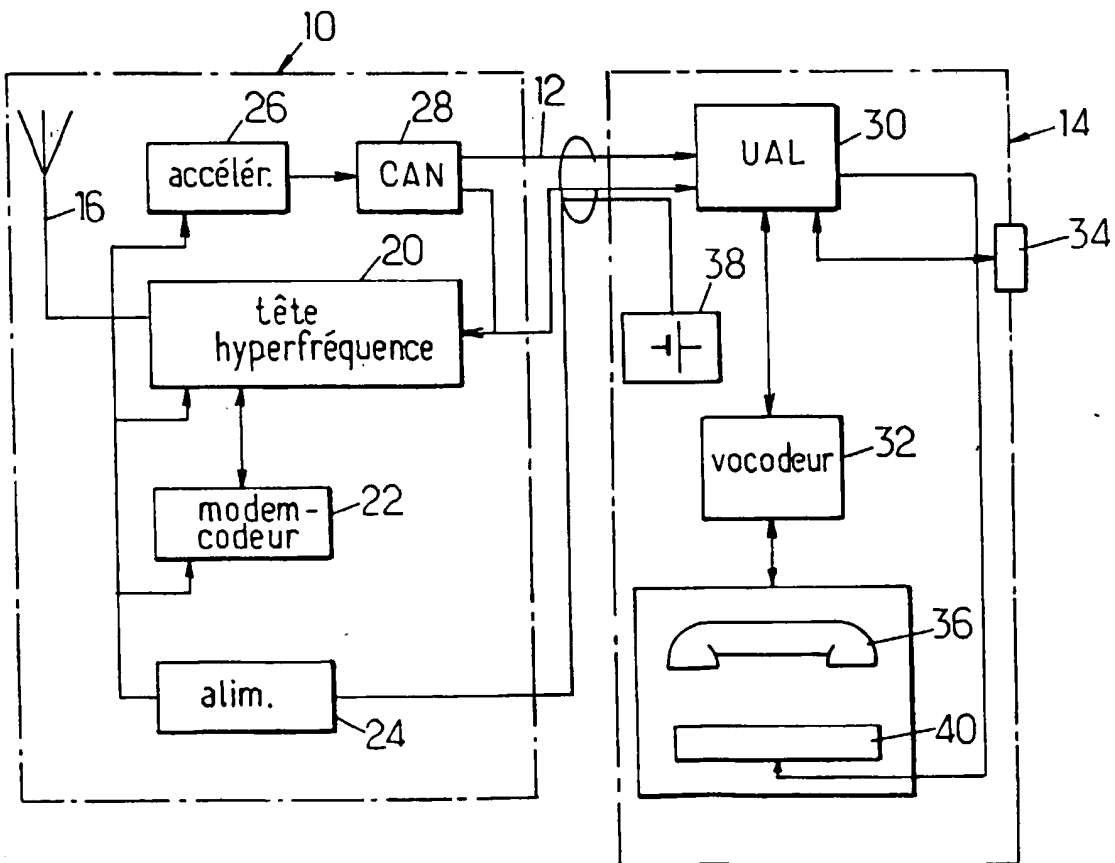 10
26
28
12
30
14
accélér.
CAN
UAL
16
34
20
38
tête
hyperfréquence
vocodeur
32
modem-
codeur
22
36
alim.
24
40